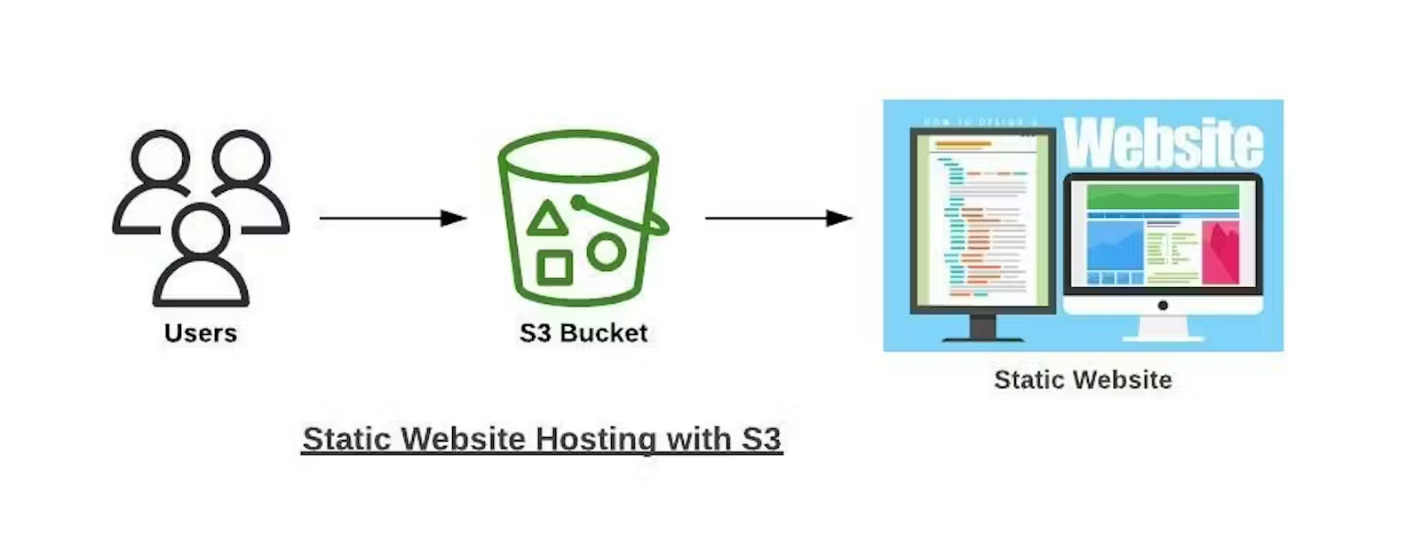 HOW TO DESIGN A
Website
Users
S3 Bucket
Static Website
Static Website Hosting with S3